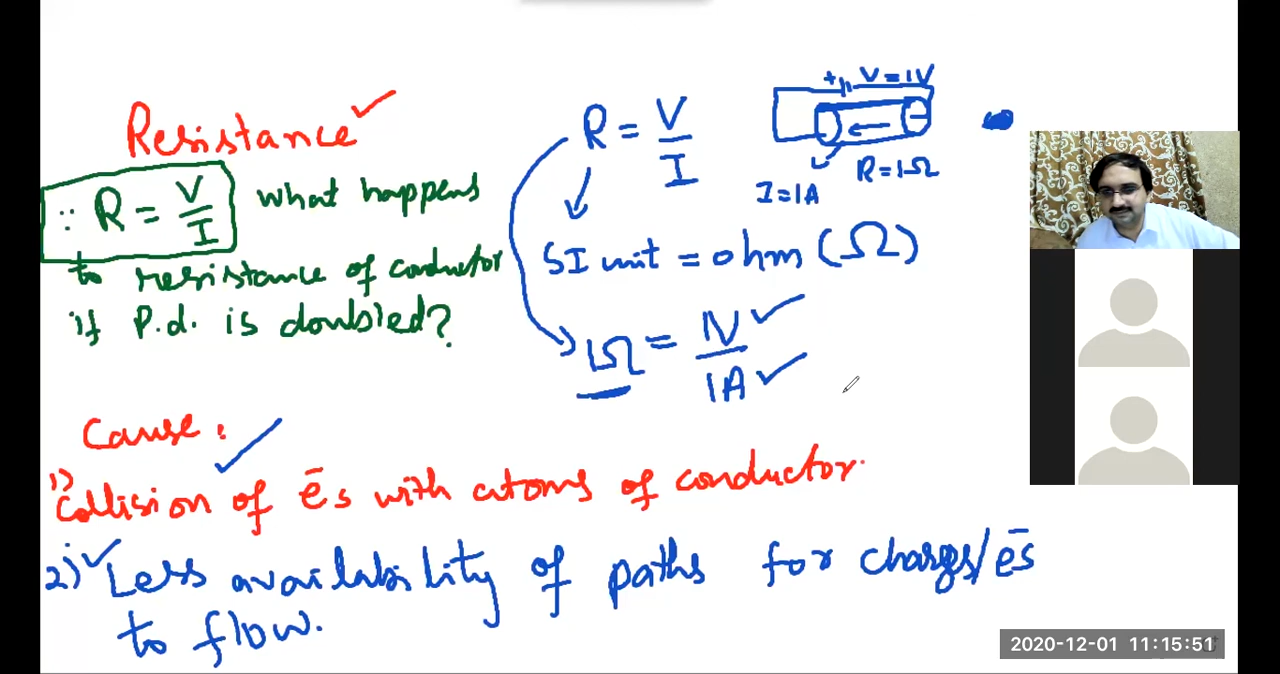 Resistance
∵ R = V/I what happens
to resistance of conductor
if P.d. is doubled?
R = V/I
V = 1V
R = 1Ω
I = 1A
SI unit = ohm (Ω)
1Ω = 1V/1A
Cause:
1) Collision of ēs with atoms of conductor.
2) Less availability of paths for charges/ēs
to flow.
2020-12-01 11:15:51